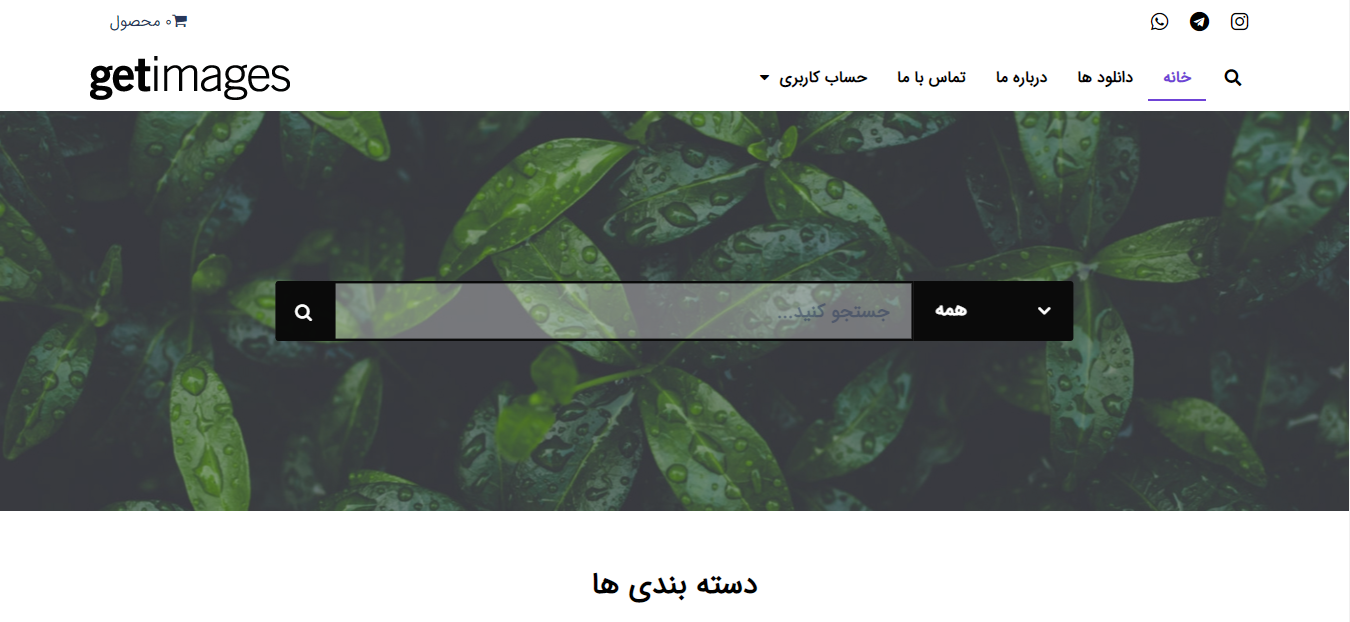 ۰ محصول
getimages
خانه دانلود ها درباره ما تماس با ما حساب کاربری
همه جستجو کنید...
دسته بندی ها